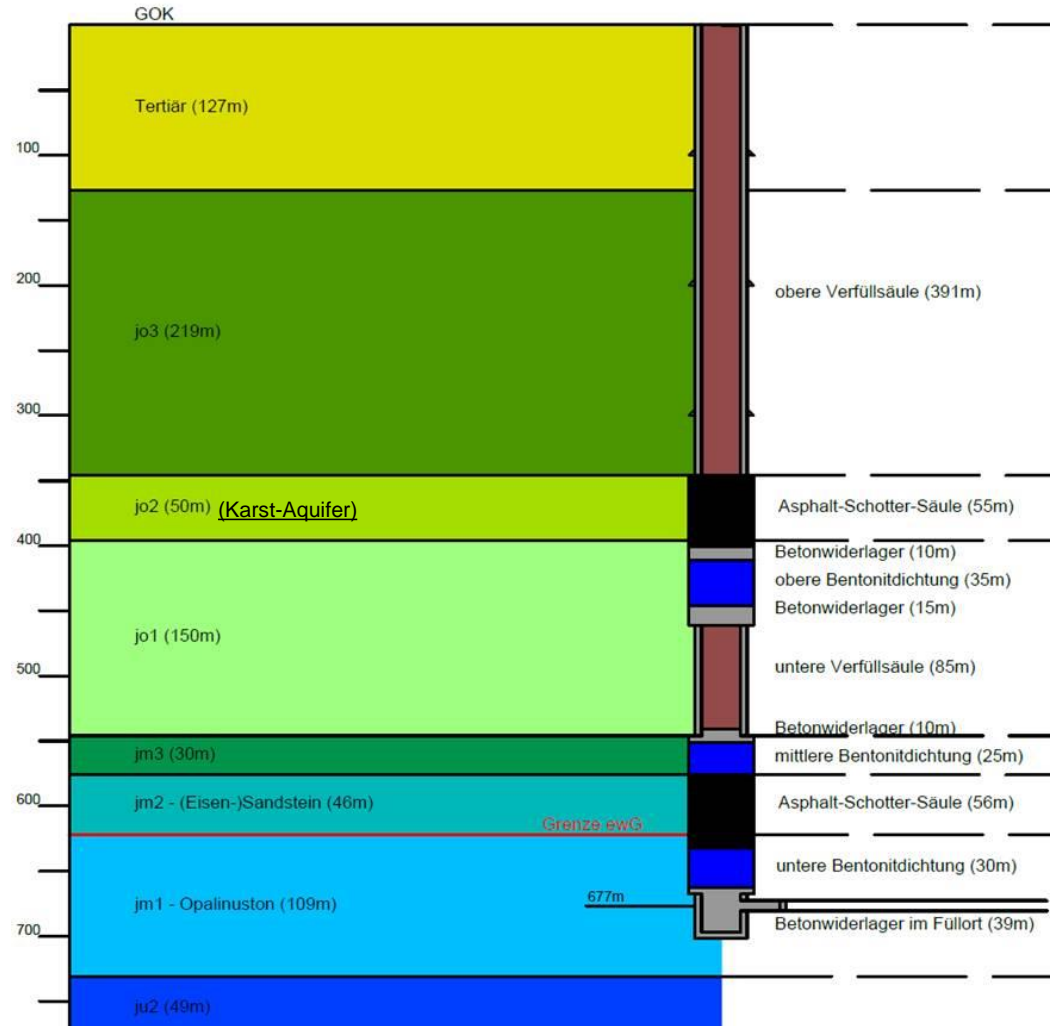 GOK
Tertiär (127m)
100
200
obere Verfüllsäule (391m)
jo3 (219m)
300
jo2 (50m) (Karst-Aquifer)
Asphalt-Schotter-Säule (55m)
400
Betonwiderlager (10m)
obere Bentonitdichtung (35m)
Betonwiderlager (15m)
jo1 (150m)
500
untere Verfüllsäule (85m)
Betonwiderlager (10m)
jm3 (30m)
mittlere Bentonitdichtung (25m)
600
jm2 - (Eisen-)Sandstein (46m)
Asphalt-Schotter-Säule (56m)
Grenze ewG
untere Bentonitdichtung (30m)
jm1 - Opalinuston (109m)
677m
Betonwiderlager im Füllort (39m)
700
ju2 (49m)